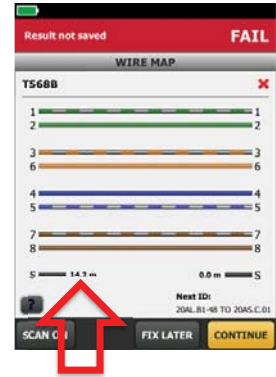 Result not saved FAIL
WIRE MAP
T568B
1 1
2 2
3 3
6 6
4 4
5 5
7 7
8 8
S 14.2 m 0.0 m S
? Next ID:
20AL.B1-48 TO 20AS.C.01
SCAN FIX LATER CONTINUE